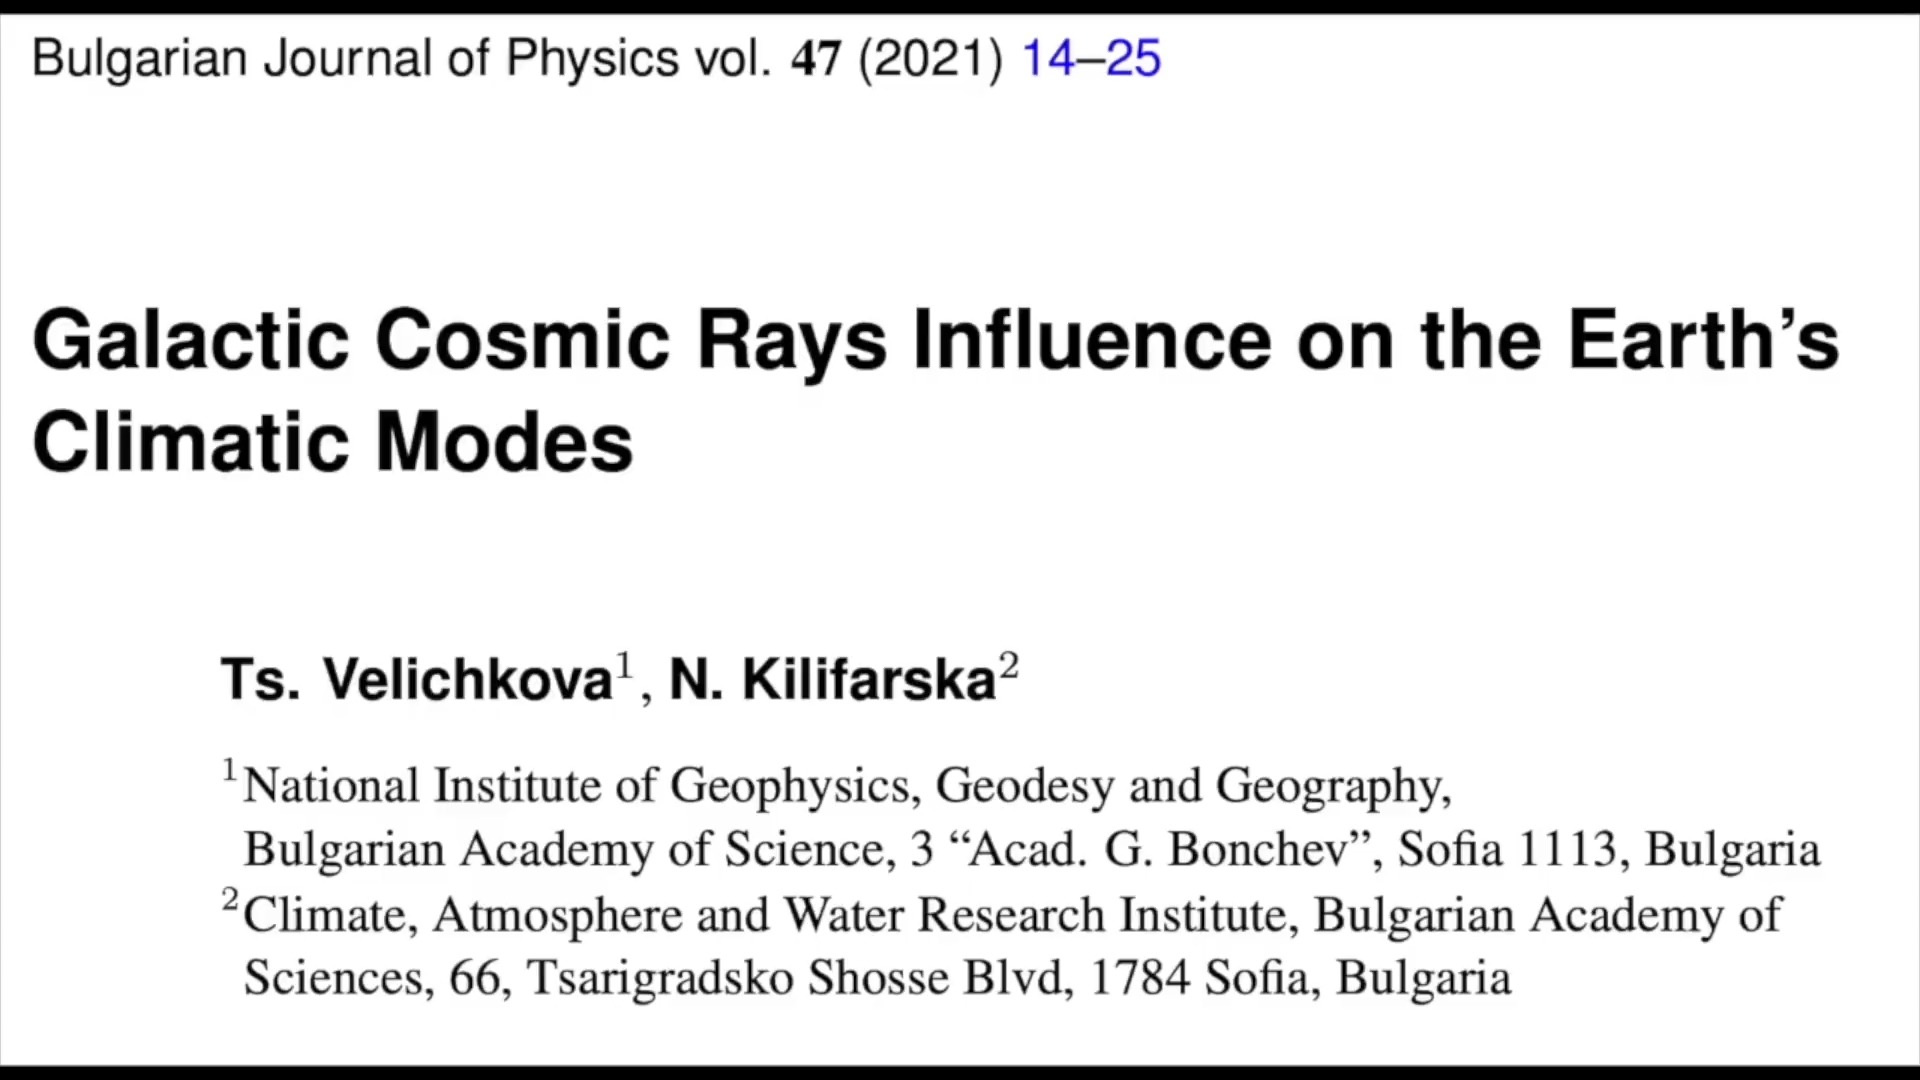 Bulgarian Journal of Physics vol. 47 (2021) 14–25
Galactic Cosmic Rays Influence on the Earth’s
Climatic Modes
Ts. Velichkova¹, N. Kilifarska²
¹National Institute of Geophysics, Geodesy and Geography,
Bulgarian Academy of Science, 3 “Acad. G. Bonchev”, Sofia 1113, Bulgaria
²Climate, Atmosphere and Water Research Institute, Bulgarian Academy of
Sciences, 66, Tsarigradsko Shosse Blvd, 1784 Sofia, Bulgaria